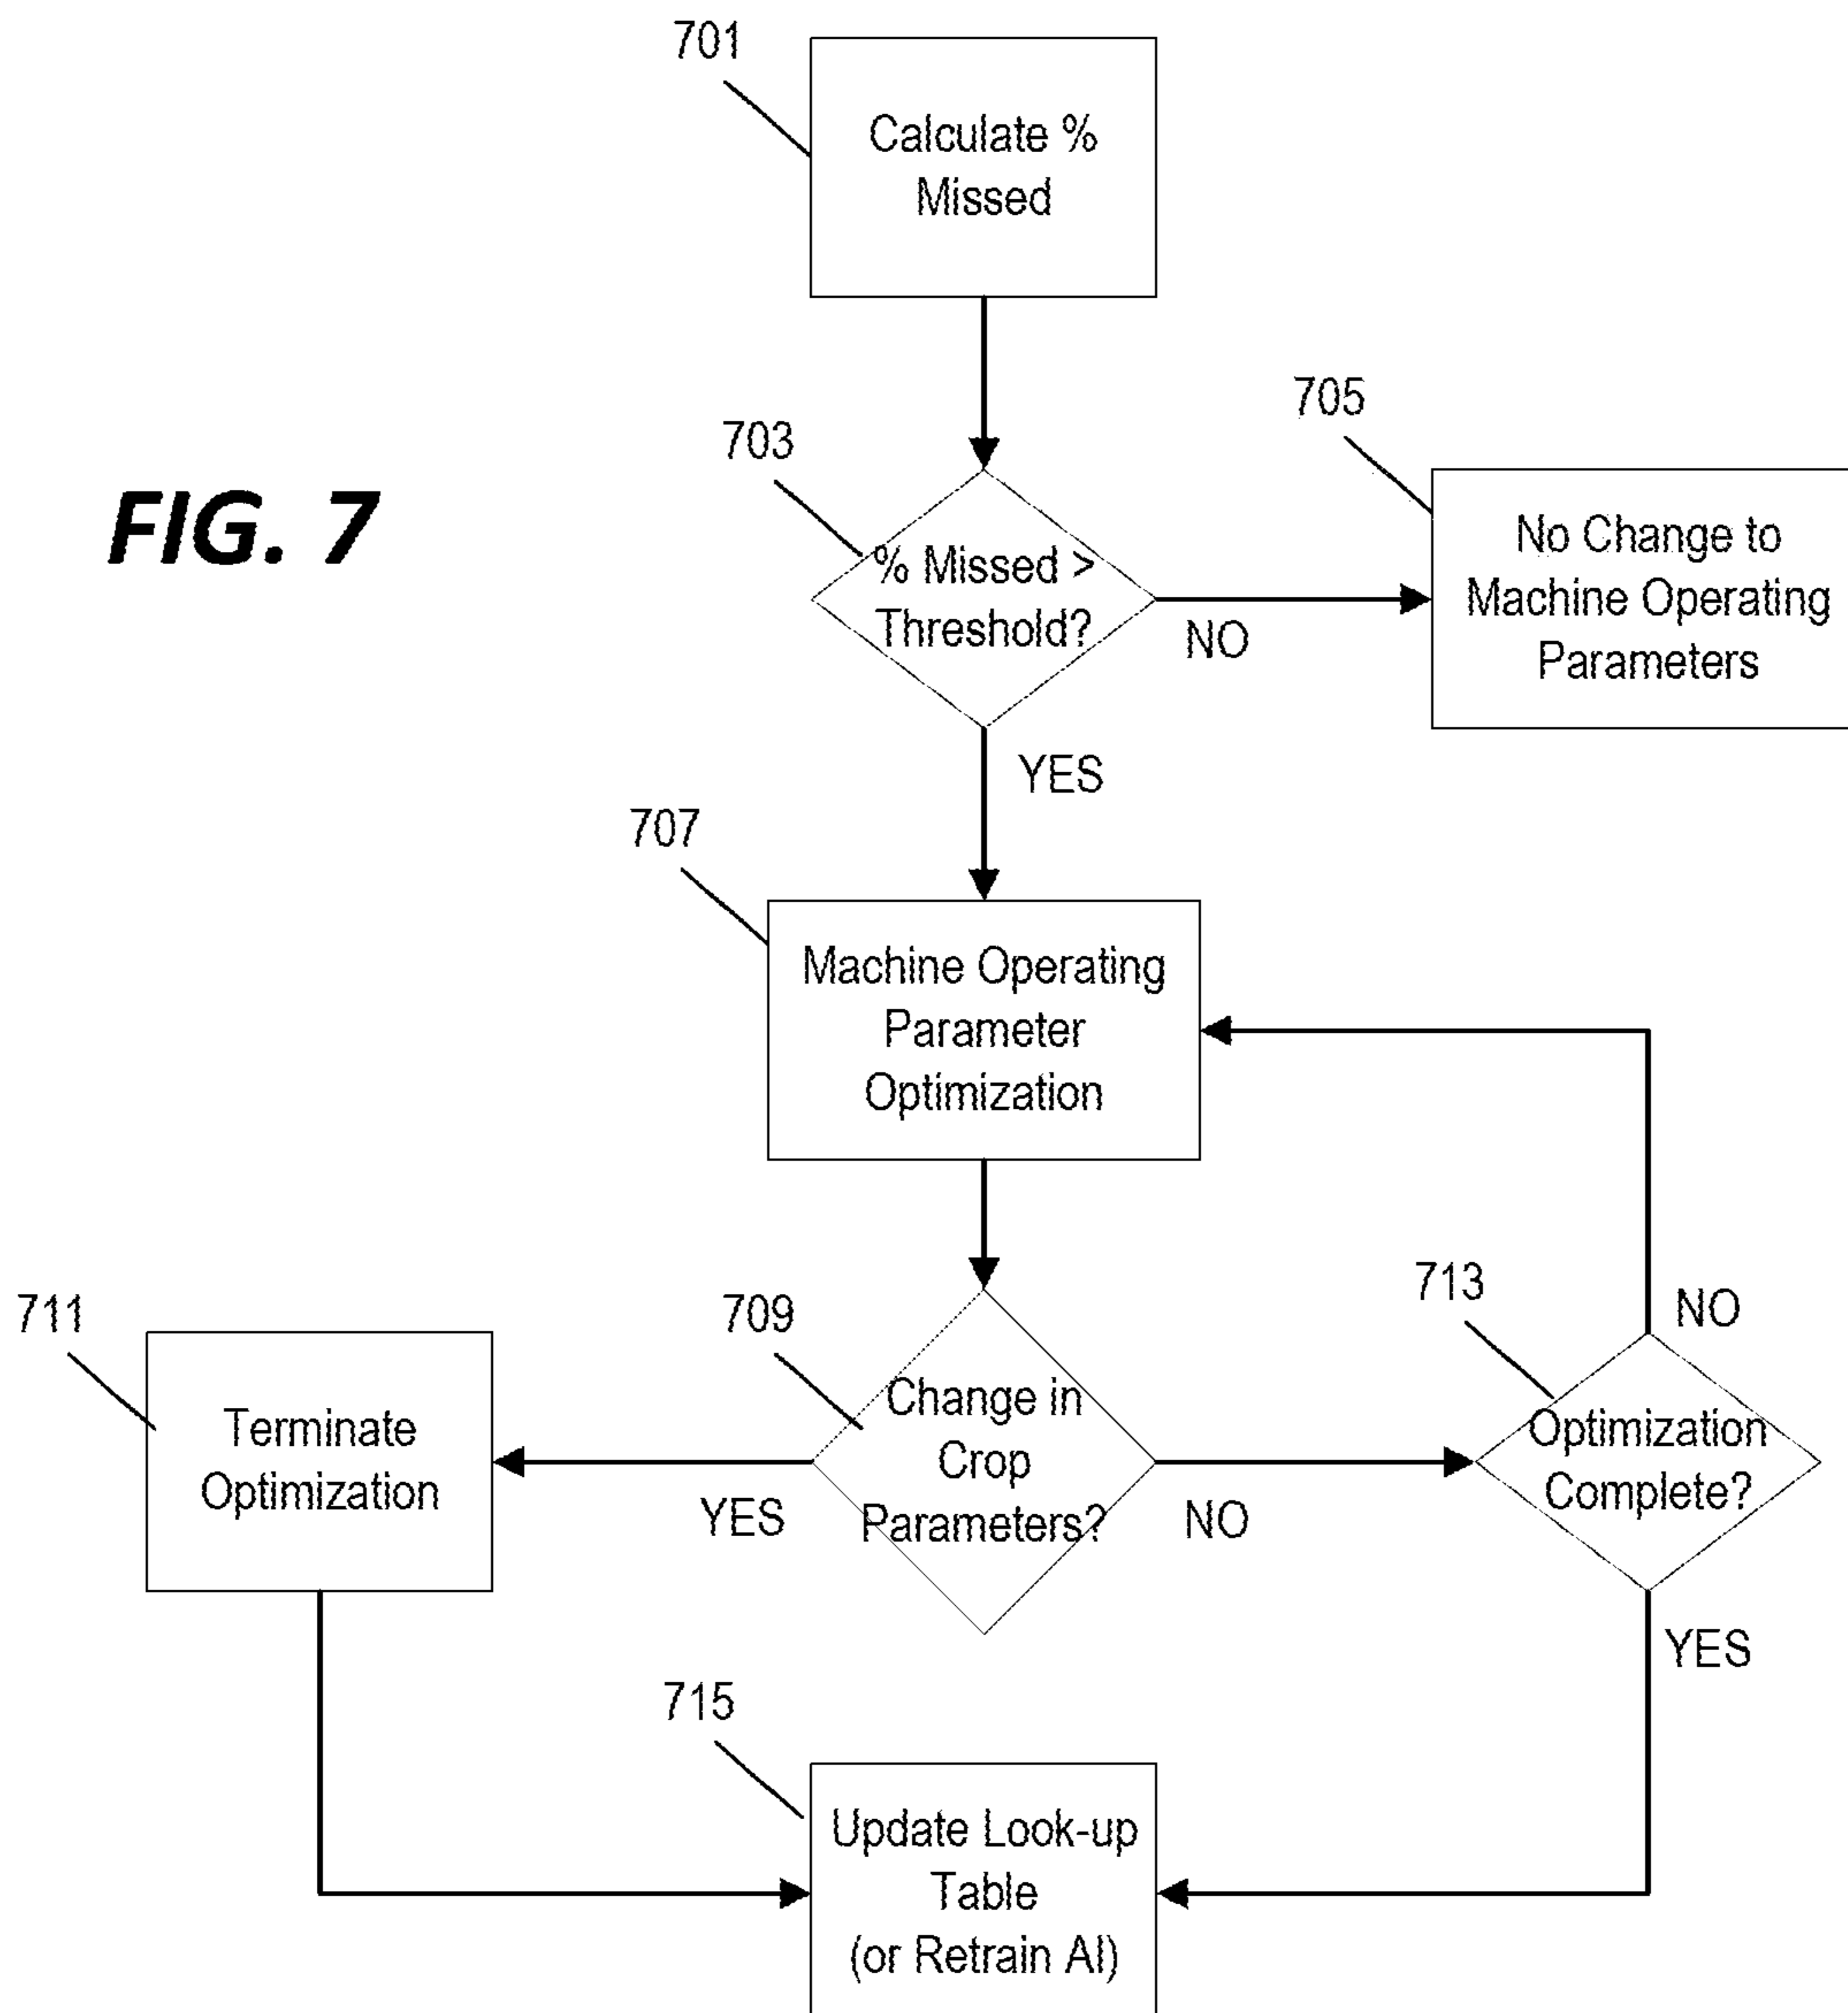 701
Calculate %
Missed
703
705
FIG. 7
% Missed >
Threshold?
NO
No Change to
Machine Operating
Parameters
YES
707
Machine Operating
Parameter
Optimization
711
709
713
NO
Terminate
Optimization
YES
Change in
Crop
Parameters?
NO
Optimization
Complete?
YES
715
Update Look-up
Table
(or Retrain AI)